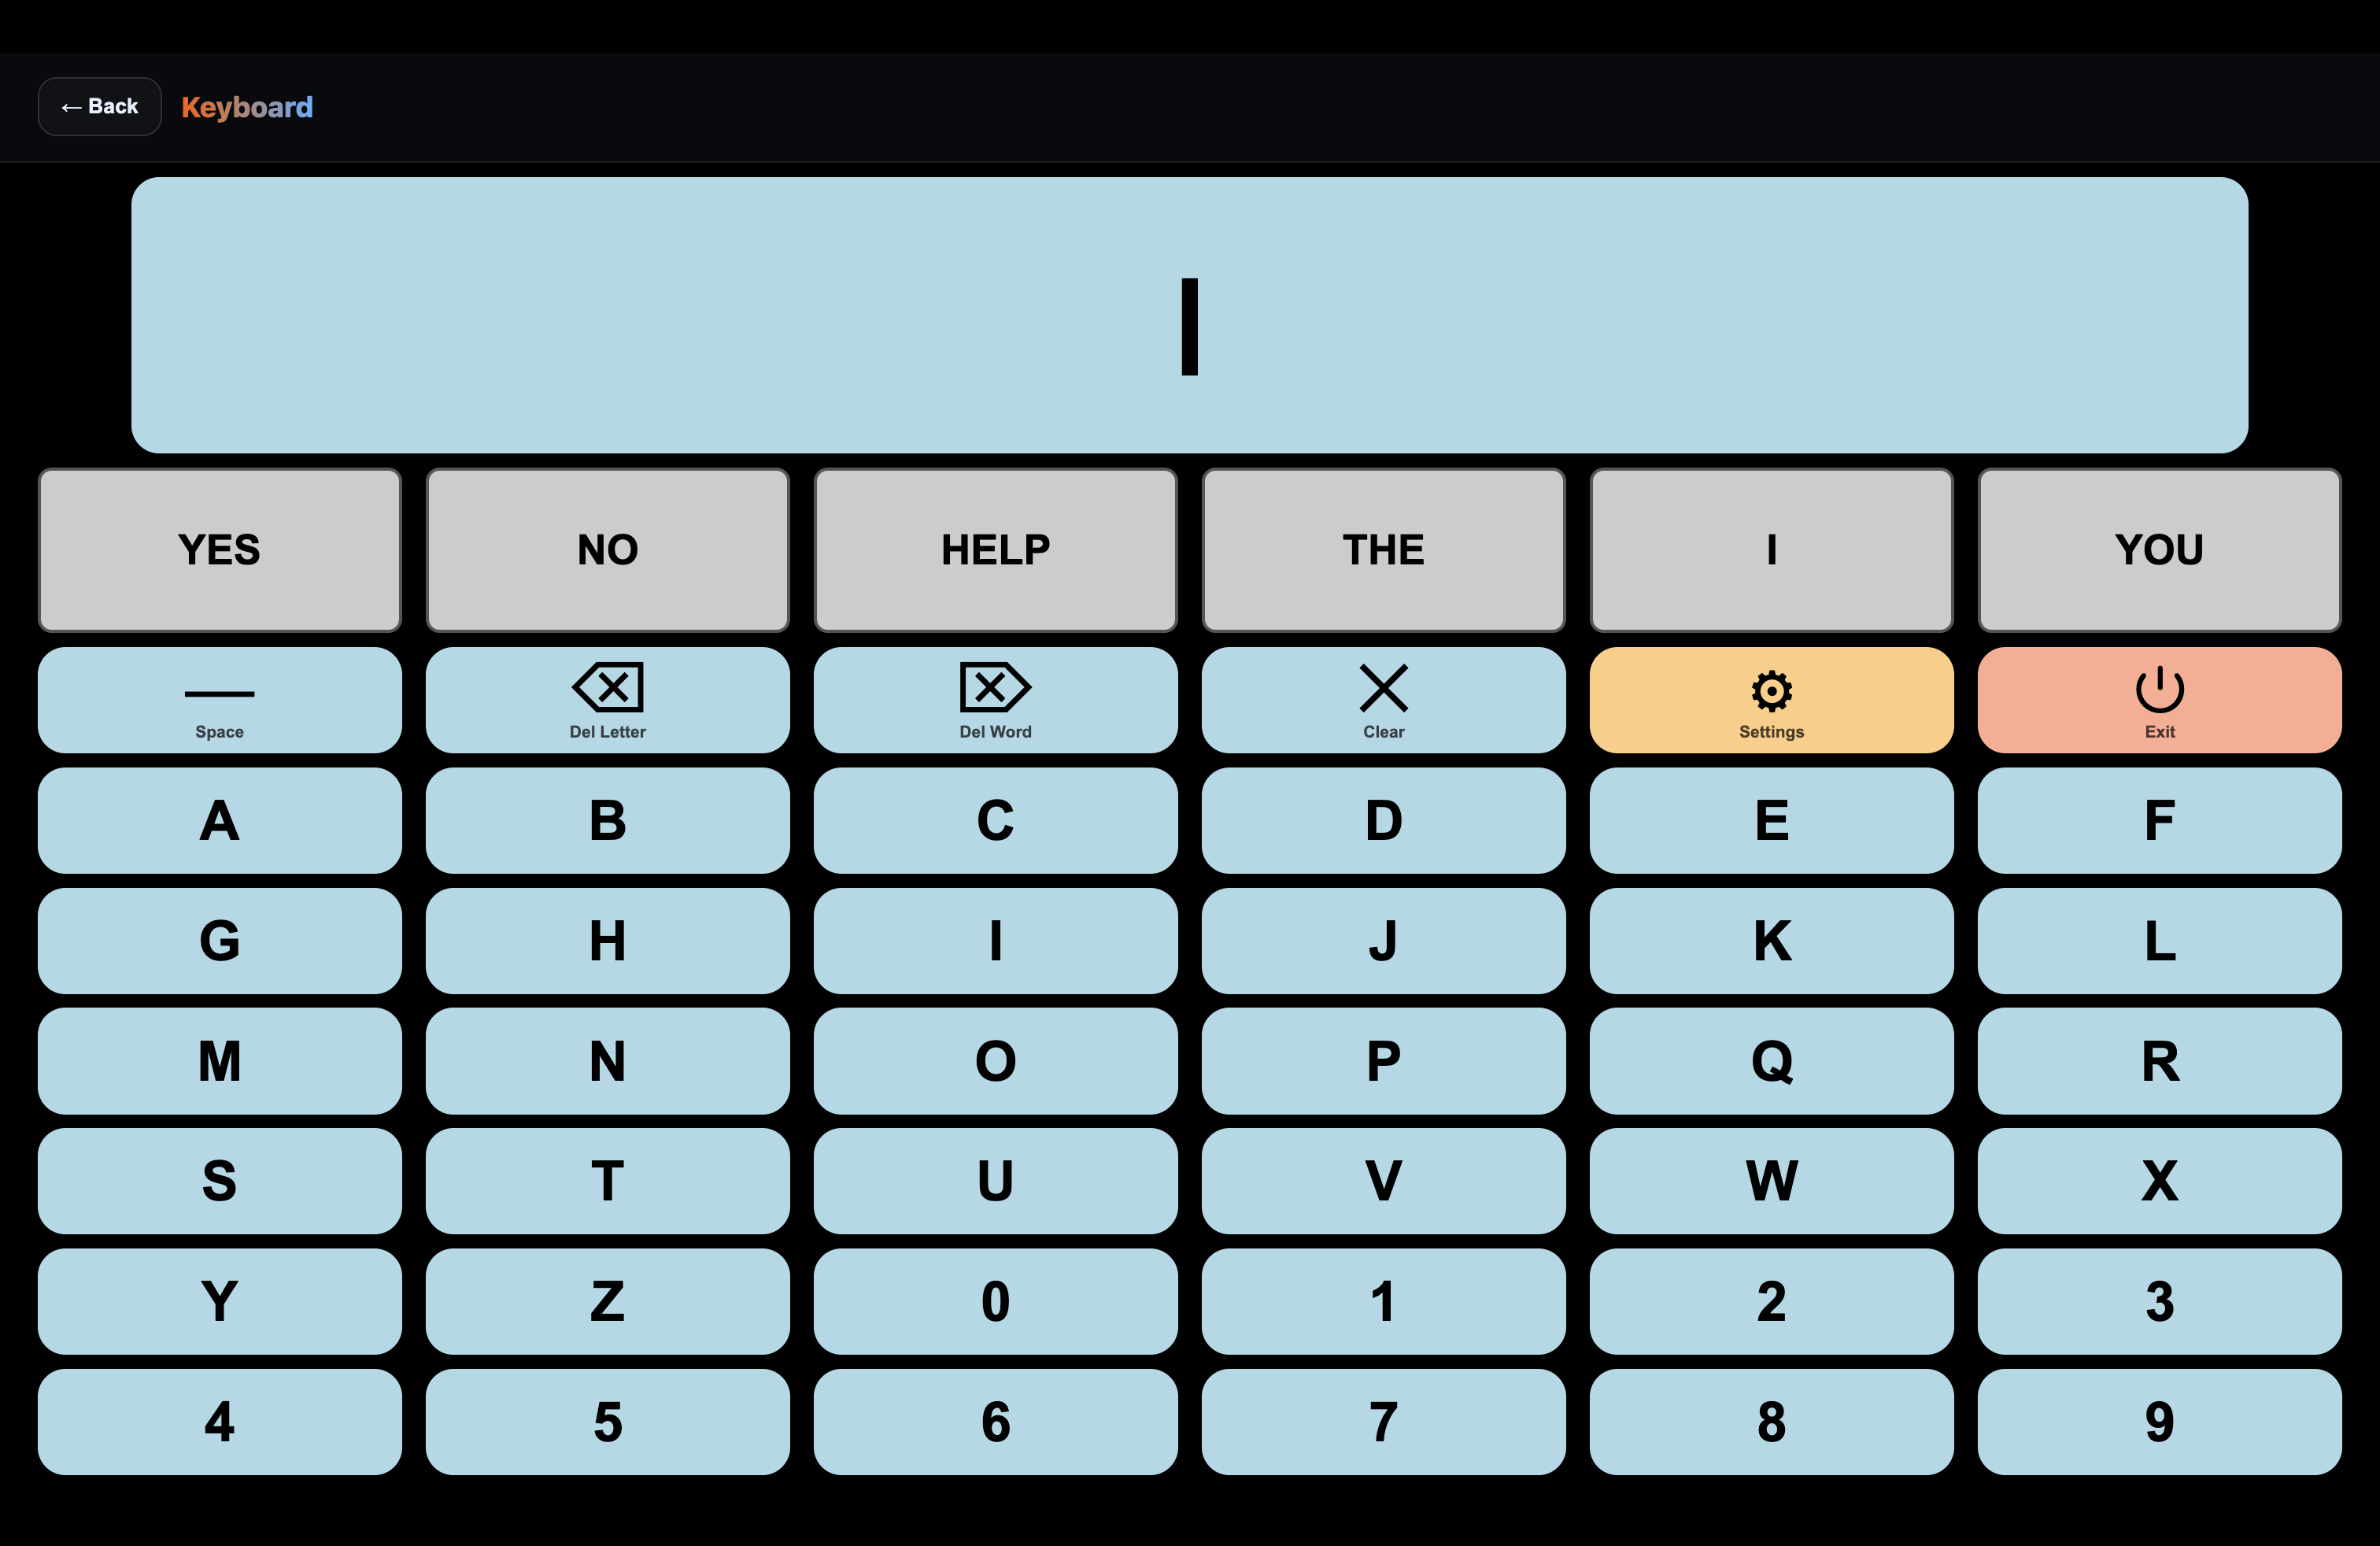 ← Back Keyboard
|
YES NO HELP THE I YOU
Space Del Letter Del Word Clear Settings Exit
A B C D E F
G H I J K L
M N O P Q R
S T U V W X
Y Z 0 1 2 3
4 5 6 7 8 9